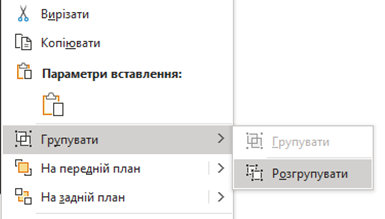 Вирізати
Копіювати
Параметри вставлення:
Групувати
Групувати
Розгрупувати
На передній план
На задній план